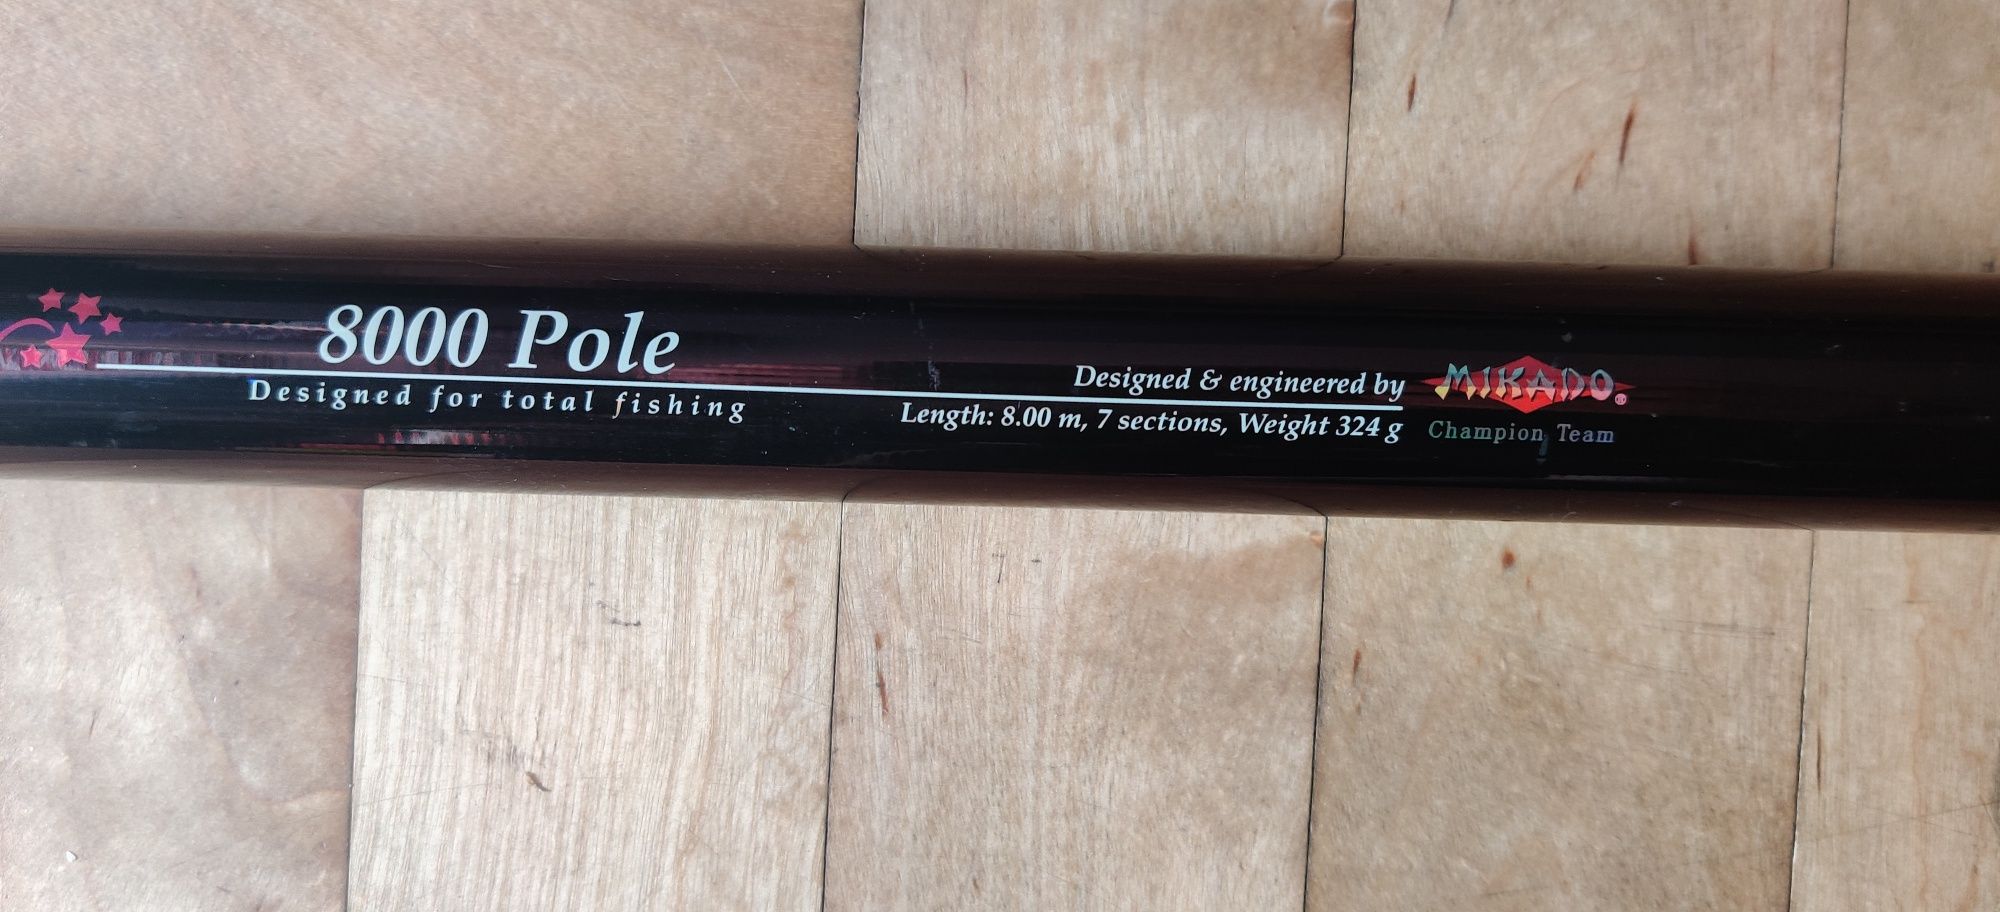 8000 Pole
Designed for total fishing
Designed & engineered by MIKADO®
Length: 8.00 m, 7 sections, Weight 324 g
Champion Team